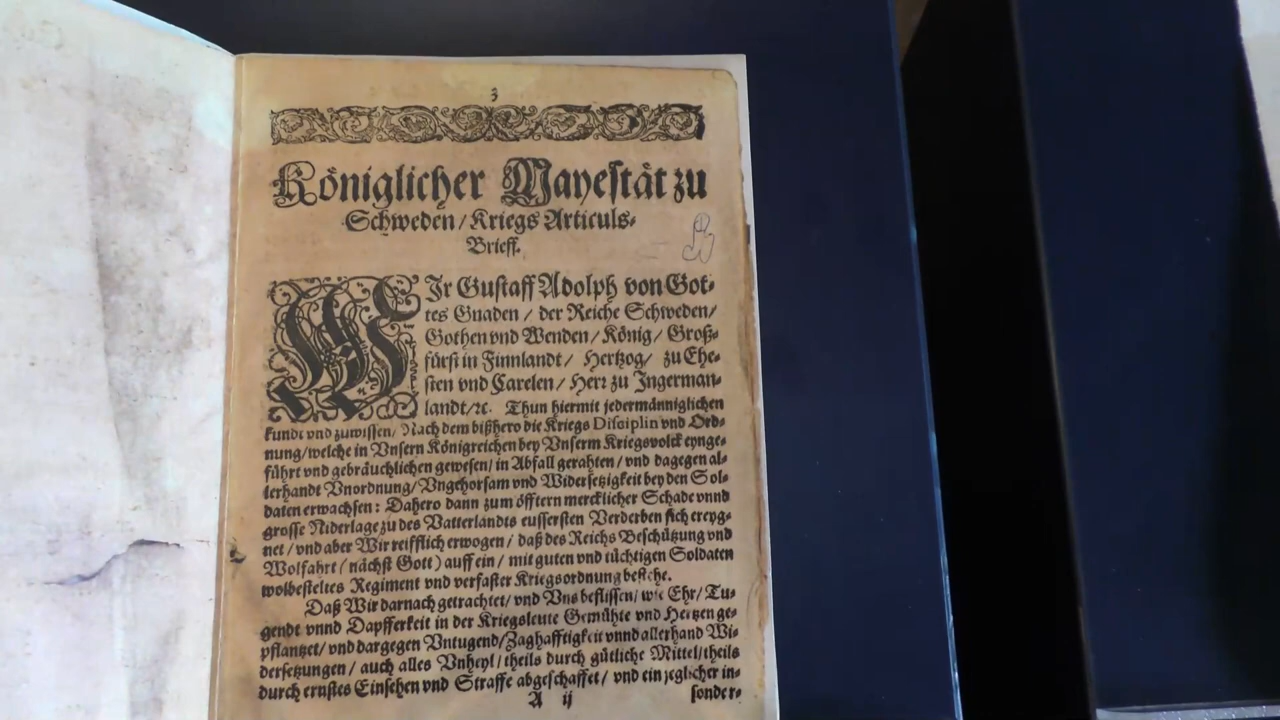 3
Königlicher Mayestät zu
Schweden / Kriegs Articuls-
Brieff.
WIr Gustaff Adolph von Got-
tes Gnaden / der Reiche Schweden /
Gothen vnd Wenden / König / Groß-
fürst in Finnlandt / Hertzog / zu Ehe-
sten vnd Carelen / Herr zu Ingerman-
landt / ꝛc. Thun hiermit jedermänniglichen
kundt vnd zuwissen / Nach dem bißhero die Kriegs Disciplin vnd Ord-
nung / welche in Vnsern Königreichen bey Vnserm Kriegsvolck eynge-
führt vnd gebräuchlichen gewesen / in Abfall gerahten / vnd dagegen al-
lerhandt Vnordnung / Vngehorsam vnd Widersetzigkeit bey den Sol-
daten erwachsen : Dahero dann zum öfftern mercklicher Schade vnnd
grosse Niderlage zu des Vatterlandts eussersten Verderben sich ereyg-
net / vnd aber Wir reifflich erwogen / daß des Reichs Beschützung vnd
Wolfahrt ( nächst Gott ) auff ein / mit guten vnd tüchtigen Soldaten
wolbesteltes Regiment vnd verfaster Kriegsordnung bestehe.
Daß Wir darnach getrachtet / vnd Vns beflissen / wie Ehr / Tu-
gendt vnnd Dapfferkeit in der Kriegsleute Gemühte vnd Hertzen ge-
pflantzet / vnd dargegen Vntugend / Zaghafftigkeit vnnd allerhand Wi-
dersetzungen / auch alles Vnheyl / theils durch gütliche Mittel / theils
durch ernstes Einsehen vnd Straffe abgeschaffet / vnd ein jeglicher in-
A ij sonder-